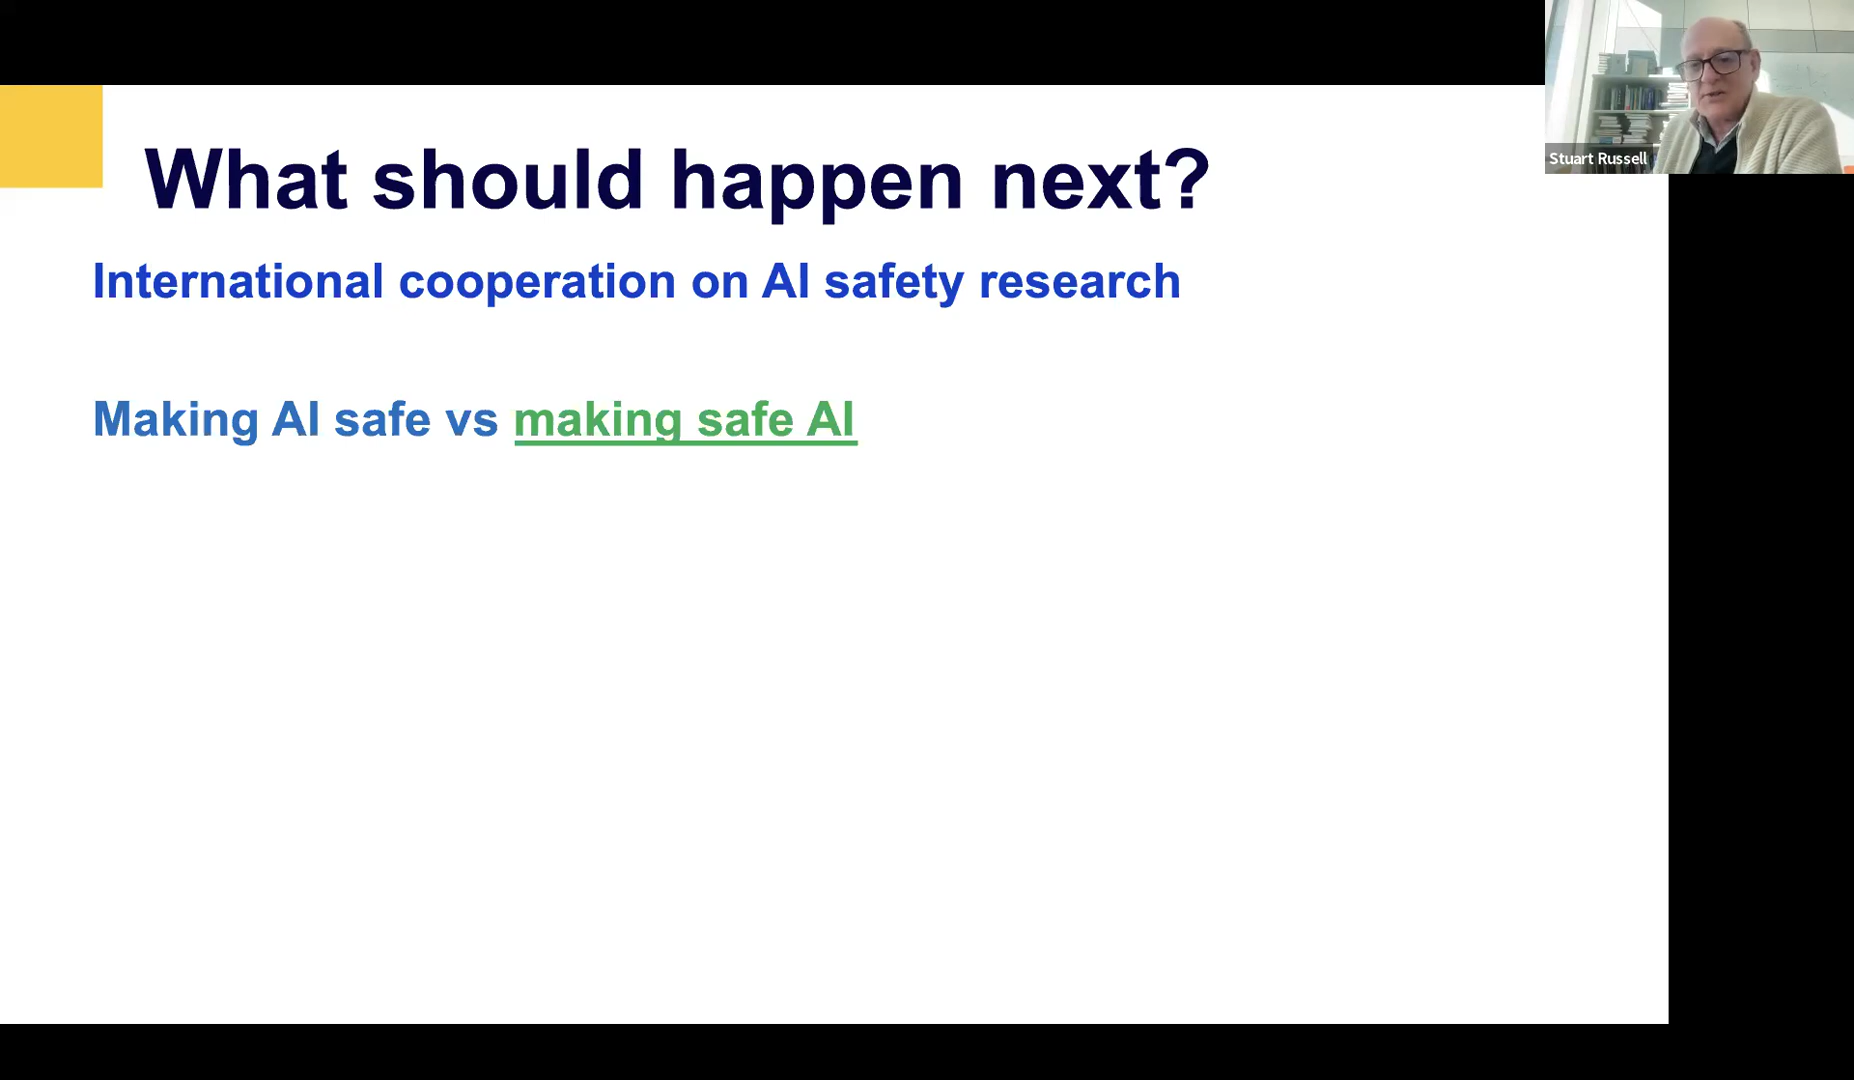 What should happen next?
International cooperation on AI safety research
Making AI safe vs making safe AI
Stuart Russell